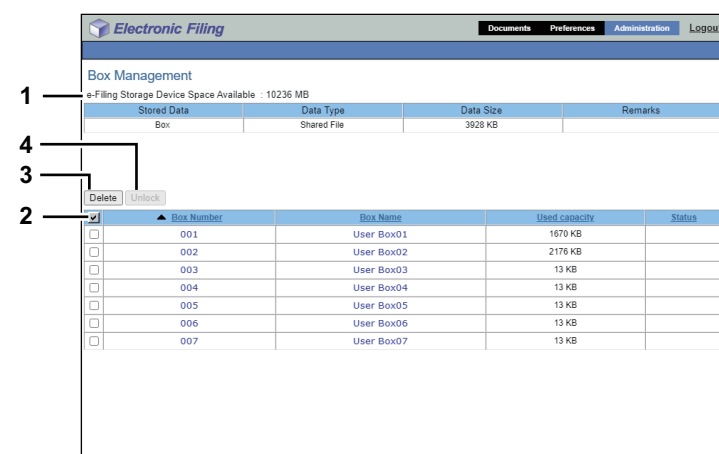 Electronic Filing Documents Preferences Administration Logout
Box Management
1 e-Filing Storage Device Space Available : 10236 MB
Stored Data Data Type Data Size Remarks
Box Shared File 3928 KB
4
3
Delete Unlock
2 Box Number Box Name Used capacity Status
001 User Box01 1670 KB
002 User Box02 2176 KB
003 User Box03 13 KB
004 User Box04 13 KB
005 User Box05 13 KB
006 User Box06 13 KB
007 User Box07 13 KB